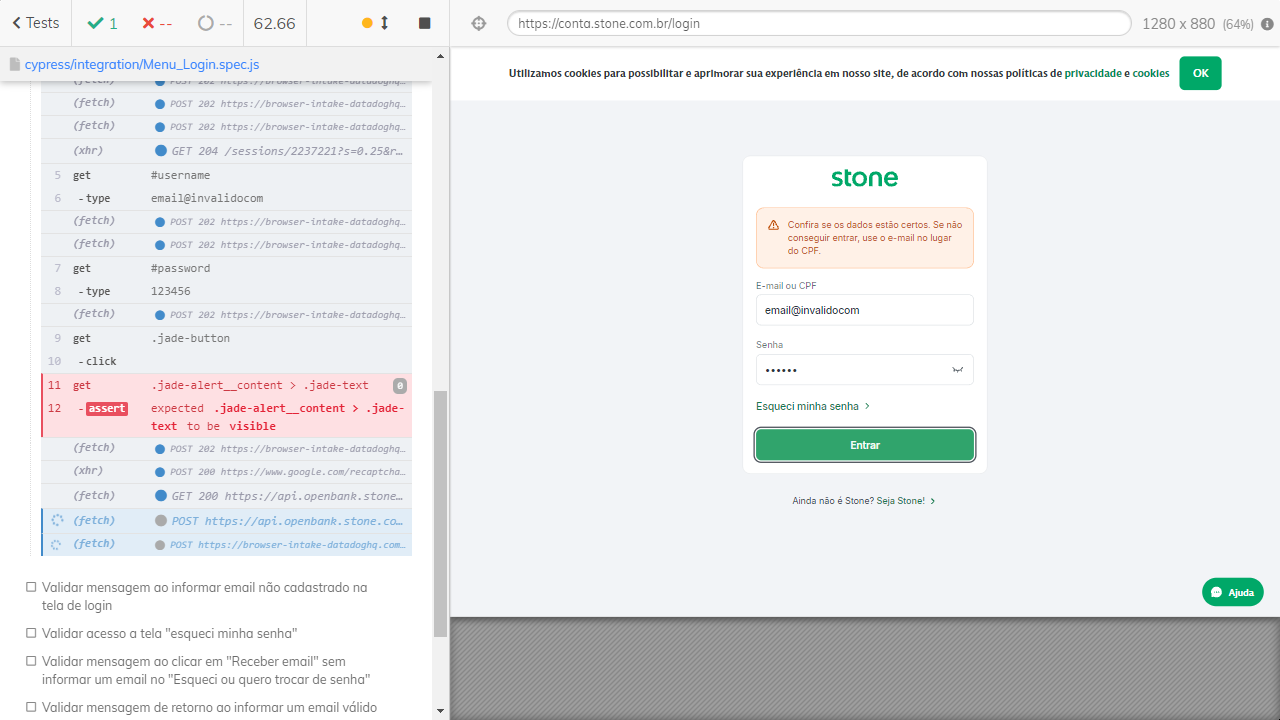 Tests
1
--
--
62.66
https://conta.stone.com.br/login
1280 x 880 (64%)
cypress/integration/Menu_Login.spec.js
(fetch) POST 202 https://browser-intake-datadoghq…
(fetch) POST 202 https://browser-intake-datadoghq…
(fetch) POST 202 https://browser-intake-datadoghq…
(xhr) GET 204 /sessions/2237221?s=0.25&r…
5 get #username
6 -type email@invalidocom
(fetch) POST 202 https://browser-intake-datadoghq…
(fetch) POST 202 https://browser-intake-datadoghq…
7 get #password
8 -type 123456
(fetch) POST 202 https://browser-intake-datadoghq…
9 get .jade-button
10 -click
11 get .jade-alert__content > .jade-text 0
12 -assert expected .jade-alert__content > .jade-
text to be visible
(fetch) POST 202 https://browser-intake-datadoghq…
(xhr) POST 200 https://www.google.com/recaptcha…
(fetch) GET 200 https://api.openbank.stone…
(fetch) POST https://api.openbank.stone.co…
(fetch) POST https://browser-intake-datadoghq.com…
Validar mensagem ao informar email não cadastrado na
tela de login
Validar acesso a tela "esqueci minha senha"
Validar mensagem ao clicar em "Receber email" sem
informar um email no "Esqueci ou quero trocar de senha"
Validar mensagem de retorno ao informar um email válido
Utilizamos cookies para possibilitar e aprimorar sua experiência em nosso site, de acordo com nossas políticas de privacidade e cookies
OK
stone
Confira se os dados estão certos. Se não
conseguir entrar, use o e-mail no lugar
do CPF.
E-mail ou CPF
email@invalidocom
Senha
••••••
Esqueci minha senha
Entrar
Ainda não é Stone? Seja Stone!
Ajuda